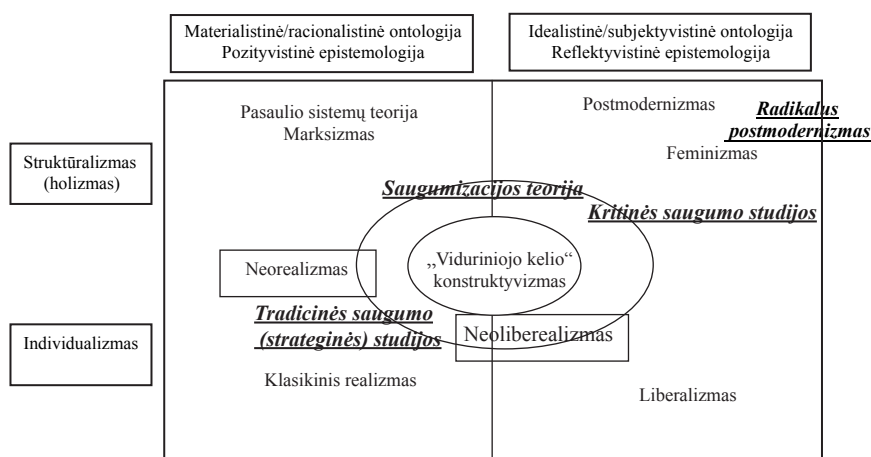 Materialistinė/racionalistinė ontologija
Pozityvistinė epistemologija
Idealistinė/subjektyvistinė ontologija
Reflektyvistinė epistemologija
Pasaulio sistemų teorija
Marksizmas
Postmodernizmas
Radikalus
postmodernizmas
Feminizmas
Struktūralizmas
(holizmas)
Saugumizacijos teorija
Kritinės saugumo studijos
„Viduriniojo kelio“
konstruktyvizmas
Neorealizmas
Tradicinės saugumo
(strateginės) studijos
Neoliberealizmas
Individualizmas
Klasikinis realizmas
Liberalizmas